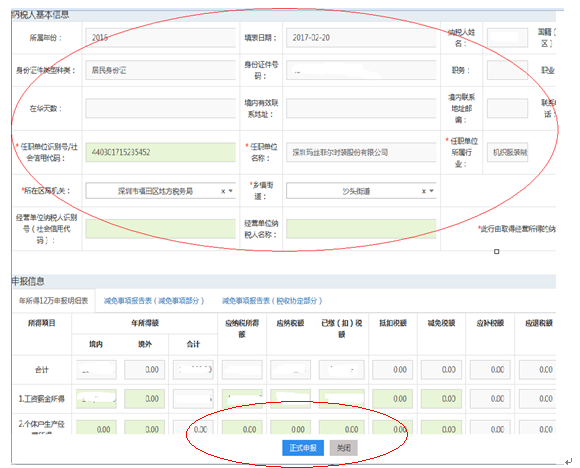 纳税人基本信息
所属年份： 2015 填表日期： 2017-02-20 纳税人姓名： 国籍（ 区）
身份证件类型种类： 居民身份证 身份证件号码： 职务： 职业
在华天数： 境内有效联系地址： 境内联系地址邮编： 联系 话：
*任职单位识别号/社会信用代码： 440301715235452 *任职单位名称： 深圳玛丝菲尔时装股份有限公司 *任职单位所属行业： 机织服装制
*所在区局机关： 深圳市福田区地方税务局 x *乡镇街道： 沙头街道 x
经营单位纳税人识别号（社会信用代码）： 经营单位纳税人名称： *此行由取得经营所得的纳
申报信息
年所得12万申报明细表 减免事项报告表（减免事项部分） 减免事项报告表（税收协定部分）
所得项目 年所得额 应纳税所得额 应纳税额 已缴（扣）税额 抵扣税额 减免税额 应补税额 应退税额
境内 境外 合计
合计 0.00 0.00 0.00 0.00 0.00
1.工资薪金所得 0.00 0.00 0.00 0.00 0.00
2.个体户生产经 0.00 0.00 0.00 0.00 0.00 0.00 0.00 0.00 0.00 0.00
正式申报 关闭